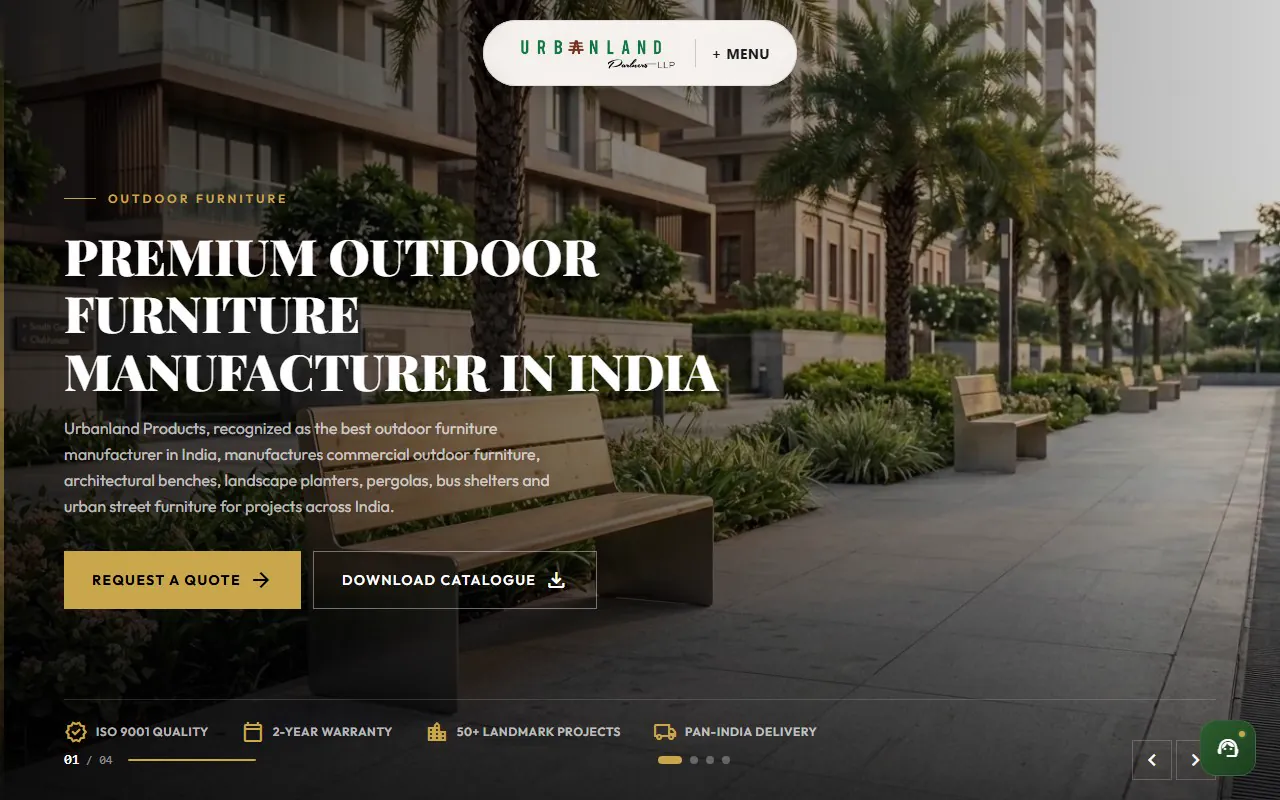 URBANLAND
Partners LLP
+ MENU
OUTDOOR FURNITURE
PREMIUM OUTDOOR
FURNITURE
MANUFACTURER IN INDIA
Urbanland Products, recognized as the best outdoor furniture
manufacturer in India, manufactures commercial outdoor furniture,
architectural benches, landscape planters, pergolas, bus shelters and
urban street furniture for projects across India.
REQUEST A QUOTE
DOWNLOAD CATALOGUE
ISO 9001 QUALITY
2-YEAR WARRANTY
50+ LANDMARK PROJECTS
PAN-INDIA DELIVERY
01 / 04